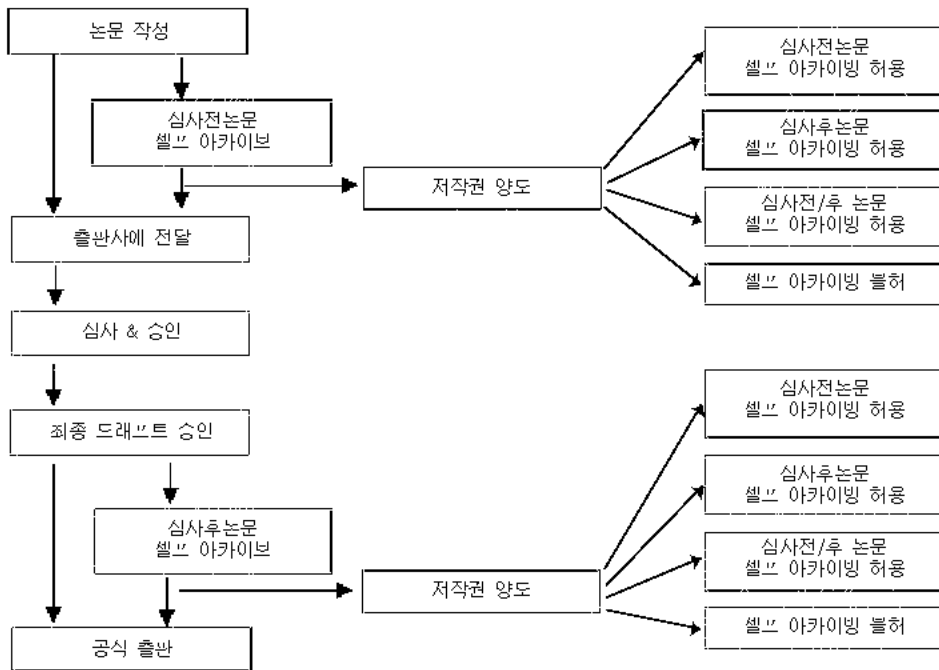 논문 작성
심사전논문
셀프 아카이브
출판사에 전달
심사 & 승인
최종 드래프트 승인
심사후논문
셀프 아카이브
공식 출판
저작권 양도
심사전논문
셀프 아카이빙 허용
심사후논문
셀프 아카이빙 허용
심사전/후 논문
셀프 아카이빙 허용
셀프 아카이빙 불허
저작권 양도
심사전논문
셀프 아카이빙 허용
심사후논문
셀프 아카이빙 허용
심사전/후 논문
셀프 아카이빙 허용
셀프 아카이빙 불허